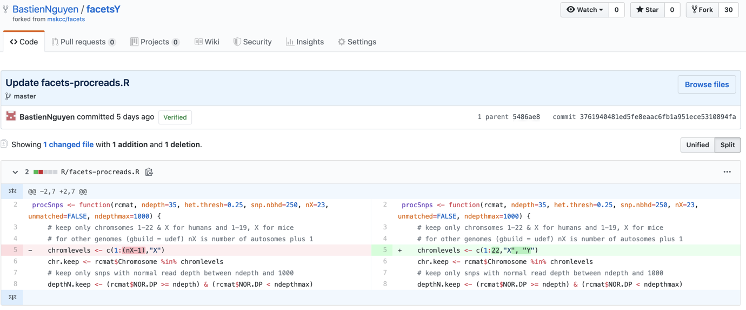 BastienNguyen / facetsY
forked from mskcc/facets
Watch 0 Star 0 Fork 30
Code Pull requests 0 Projects 0 Wiki Security Insights Settings
Update facets-procreads.R
Browse files
master
BastienNguyen committed 5 days ago Verified
1 parent 5486ae8 commit 3761940481ed5fe8eaac6fb1a951ece5310894fa
Showing 1 changed file with 1 addition and 1 deletion.
Unified Split
2 R/facets-procreads.R
@@ -2,7 +2,7 @@
2 procSnps <- function(rcmat, ndepth=35, het.thresh=0.25, snp.nbhd=250, nX=23,
unmatched=FALSE, ndepthmax=1000) {
3 # keep only chromsomes 1-22 & X for humans and 1-19, X for mice
4 # for other genomes (gbuild = udef) nX is number of autosomes plus 1
5 - chromlevels <- c(1:(nX-1),"X")
6 chr.keep <- rcmat$Chromosome %in% chromlevels
7 # keep only snps with normal read depth between ndepth and 1000
8 depthN.keep <- (rcmat$NOR.DP >= ndepth) & (rcmat$NOR.DP < ndepthmax)
2 procSnps <- function(rcmat, ndepth=35, het.thresh=0.25, snp.nbhd=250, nX=23,
unmatched=FALSE, ndepthmax=1000) {
3 # keep only chromsomes 1-22 & X for humans and 1-19, X for mice
4 # for other genomes (gbuild = udef) nX is number of autosomes plus 1
5 + chromlevels <- c(1:22,"X", "Y")
6 chr.keep <- rcmat$Chromosome %in% chromlevels
7 # keep only snps with normal read depth between ndepth and 1000
8 depthN.keep <- (rcmat$NOR.DP >= ndepth) & (rcmat$NOR.DP < ndepthmax)